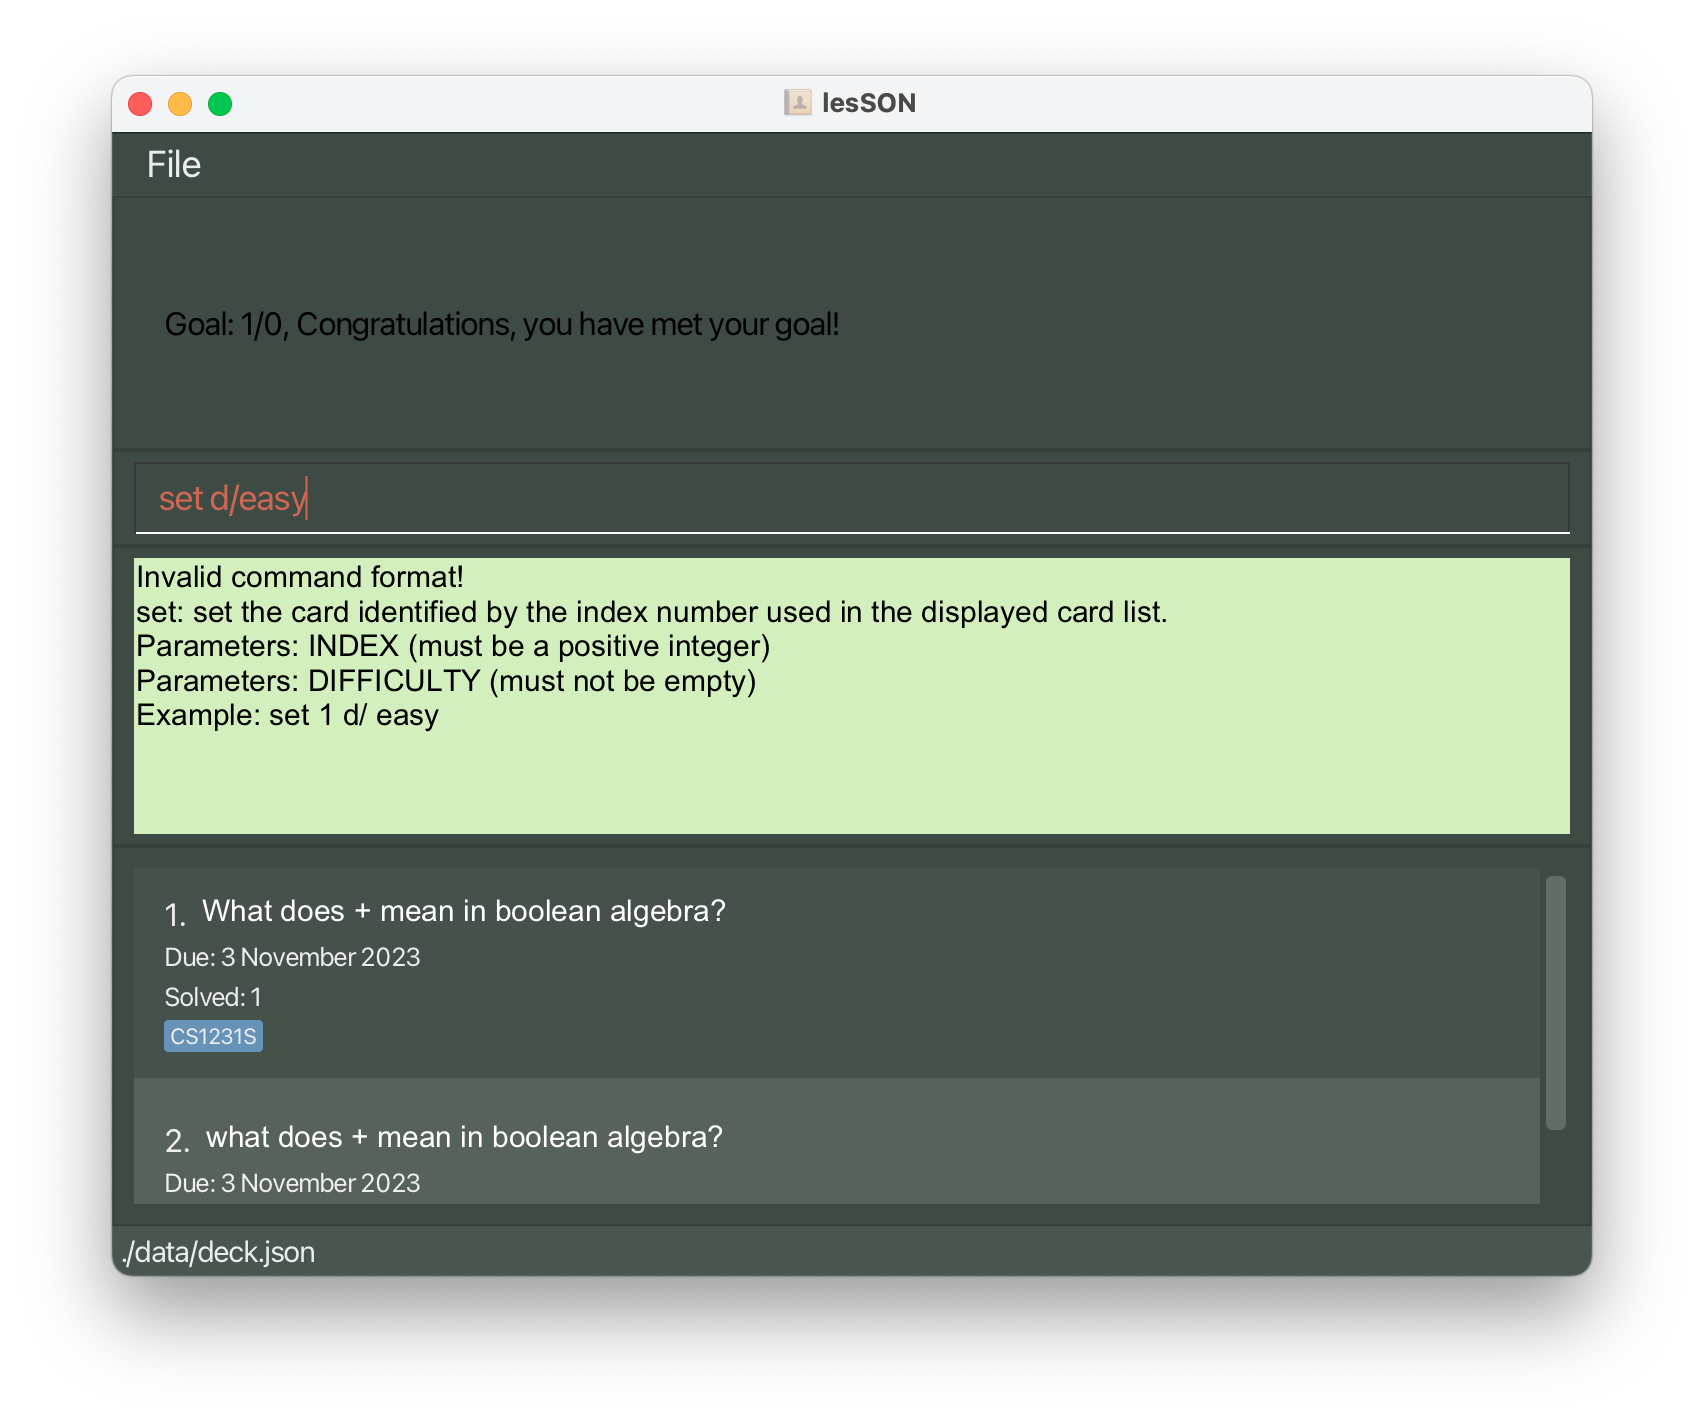 lesSON
File
Goal: 1/0, Congratulations, you have met your goal!
set d/easy
Invalid command format!
set: set the card identified by the index number used in the displayed card list.
Parameters: INDEX (must be a positive integer)
Parameters: DIFFICULTY (must not be empty)
Example: set 1 d/ easy
1. What does + mean in boolean algebra?
Due: 3 November 2023
Solved: 1
CS1231S
2. what does + mean in boolean algebra?
Due: 3 November 2023
./data/deck.json